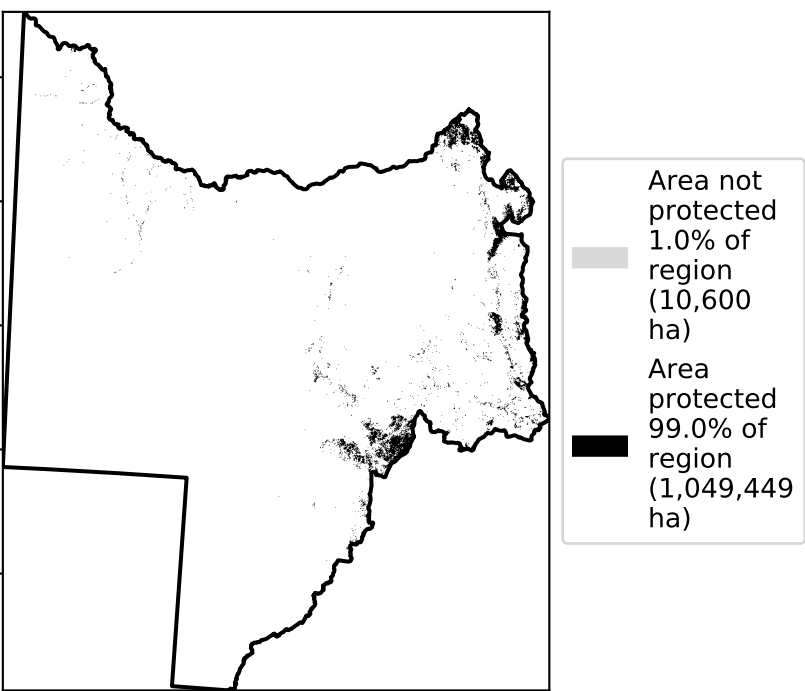 Area not
protected
1.0% of
region
(10,600
ha)
Area
protected
99.0% of
region
(1,049,449
ha)